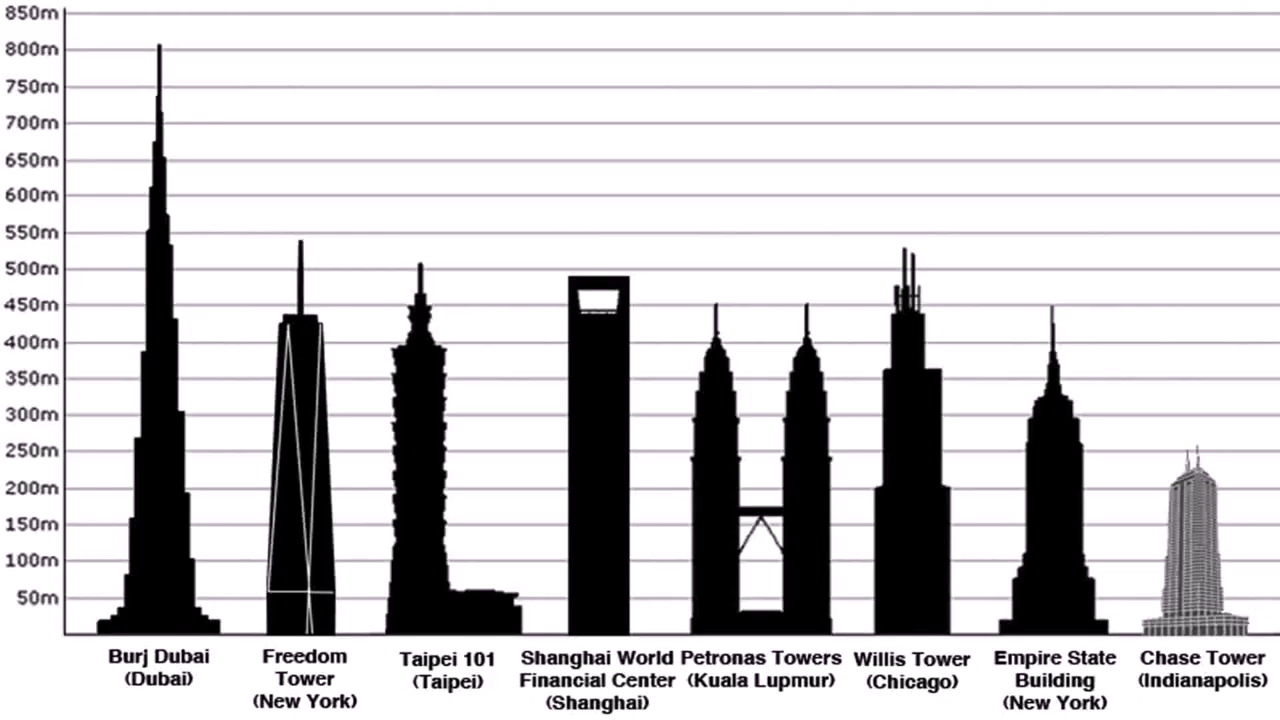 850m
800m
750m
700m
650m
600m
550m
500m
450m
400m
350m
300m
250m
200m
150m
100m
50m
Burj Dubai
(Dubai)
Freedom
Tower
(New York)
Taipei 101
(Taipei)
Shanghai World
Financial Center
(Shanghai)
Petronas Towers
(Kuala Lupmur)
Willis Tower
(Chicago)
Empire State
Building
(New York)
Chase Tower
(Indianapolis)